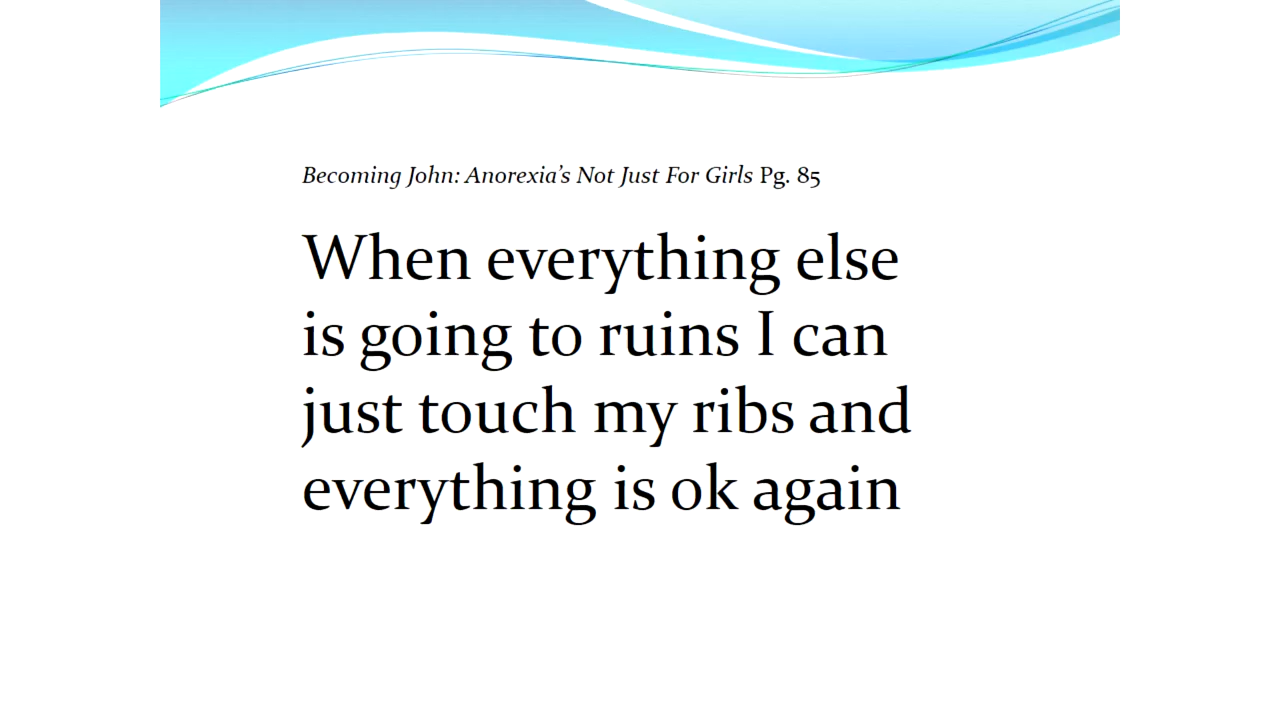 Becoming John: Anorexia's Not Just For Girls Pg. 85
When everything else
is going to ruins I can
just touch my ribs and
everything is ok again